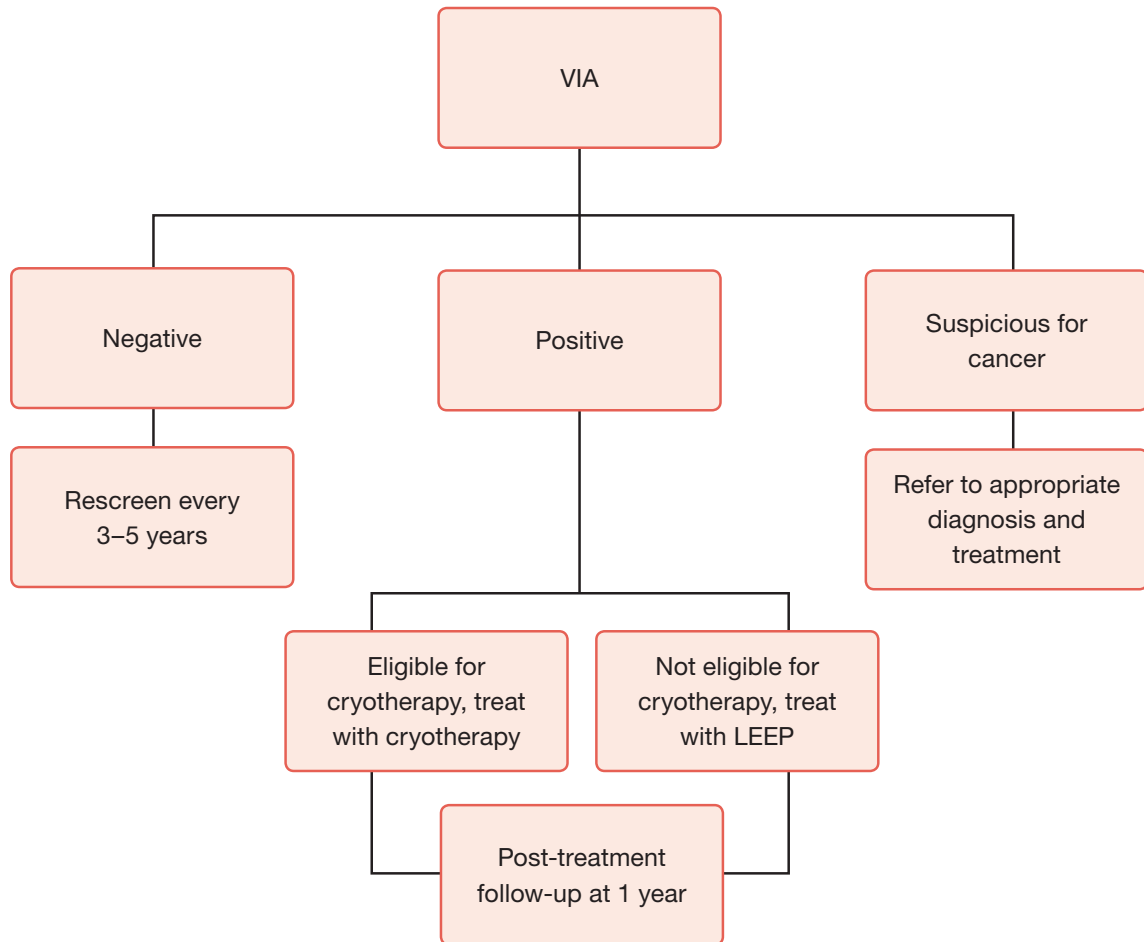 VIA
Negative
Positive
Suspicious for
cancer
Rescreen every
3–5 years
Refer to appropriate
diagnosis and
treatment
Eligible for
cryotherapy, treat
with cryotherapy
Not eligible for
cryotherapy, treat
with LEEP
Post-treatment
follow-up at 1 year